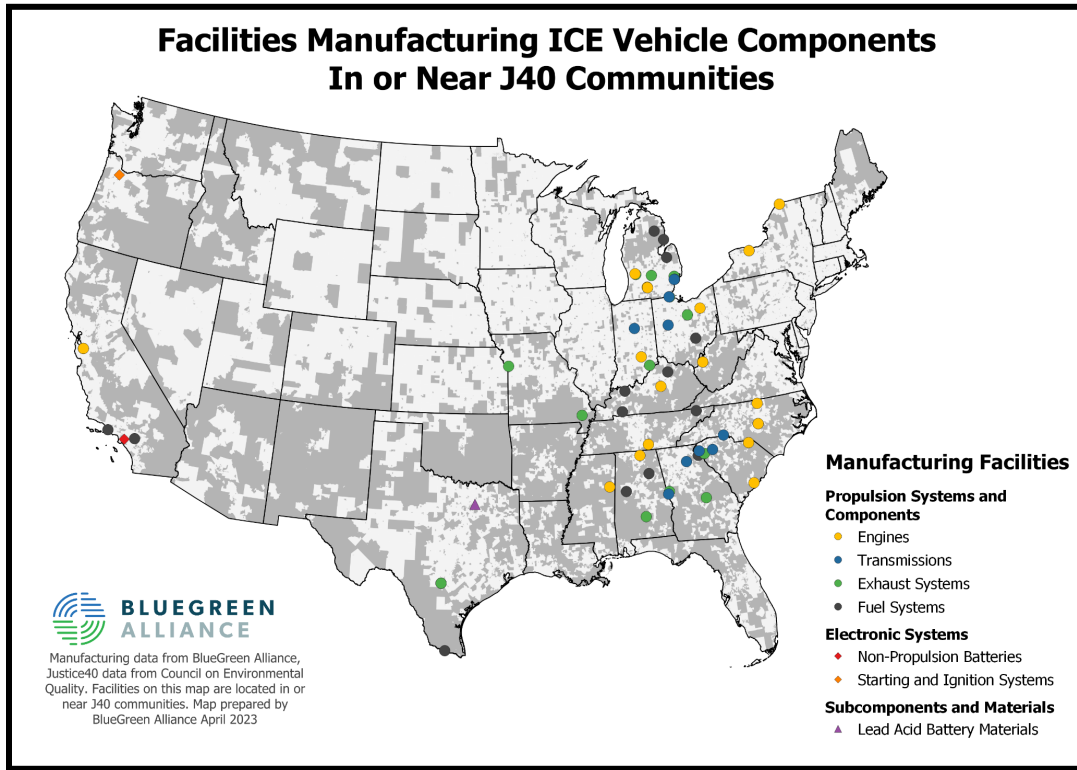 Facilities Manufacturing ICE Vehicle Components
In or Near J40 Communities
Manufacturing Facilities
Propulsion Systems and
Components
Engines
Transmissions
Exhaust Systems
Fuel Systems
Electronic Systems
Non-Propulsion Batteries
Starting and Ignition Systems
Subcomponents and Materials
Lead Acid Battery Materials
BLUEGREEN
ALLIANCE
Manufacturing data from BlueGreen Alliance,
Justice40 data from Council on Environmental
Quality. Facilities on this map are located in or
near J40 communities. Map prepared by
BlueGreen Alliance April 2023